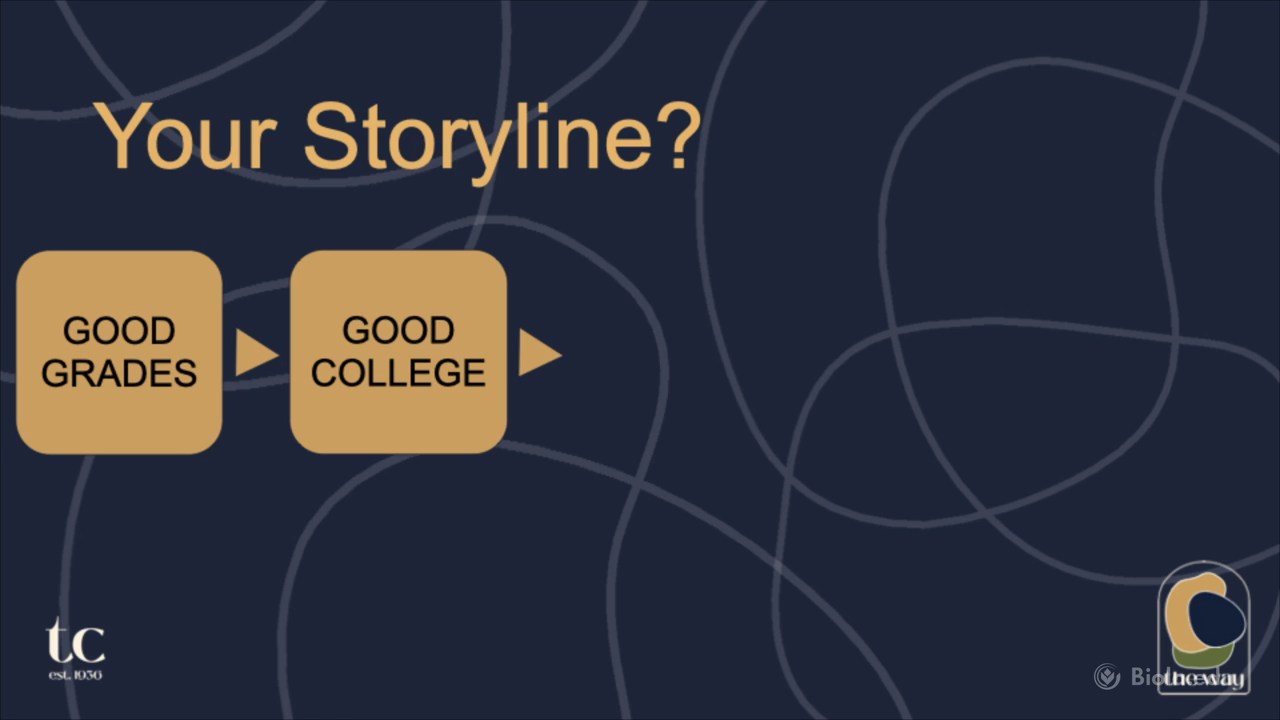 Your Storyline?
GOOD
GRADES
GOOD
COLLEGE
tc
est. 1936
the way